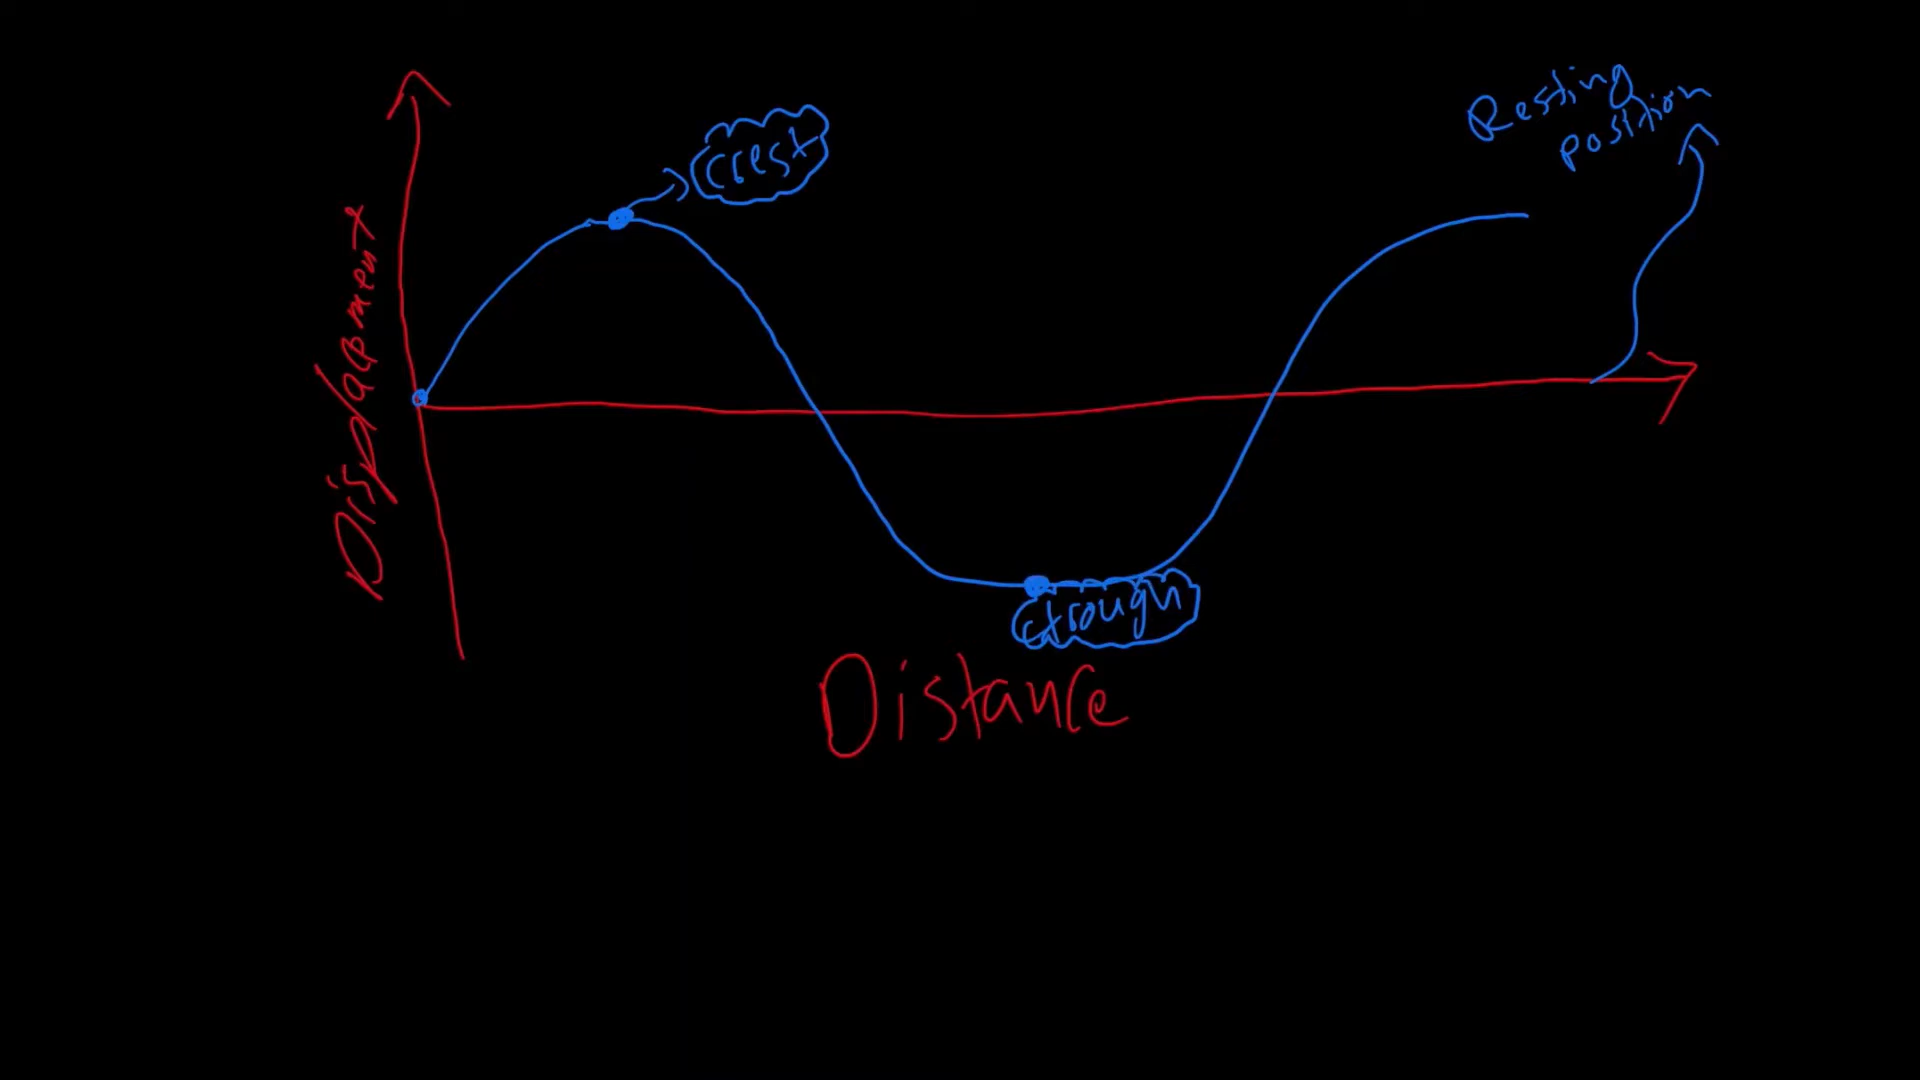 Resting
position
crest
Displacement
trough
Distance